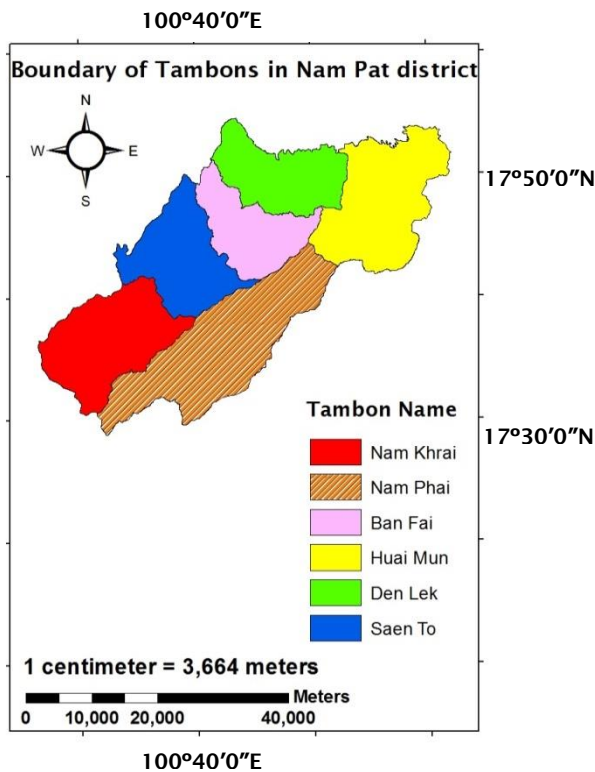 100°40′0″E
Boundary of Tambons in Nam Pat district
N
W E
S
17°50′0″N
Tambon Name
17°30′0″N
Nam Khrai
Nam Phai
Ban Fai
Huai Mun
Den Lek
Saen To
1 centimeter = 3,664 meters
Meters
0 10,000 20,000 40,000
100°40′0″E